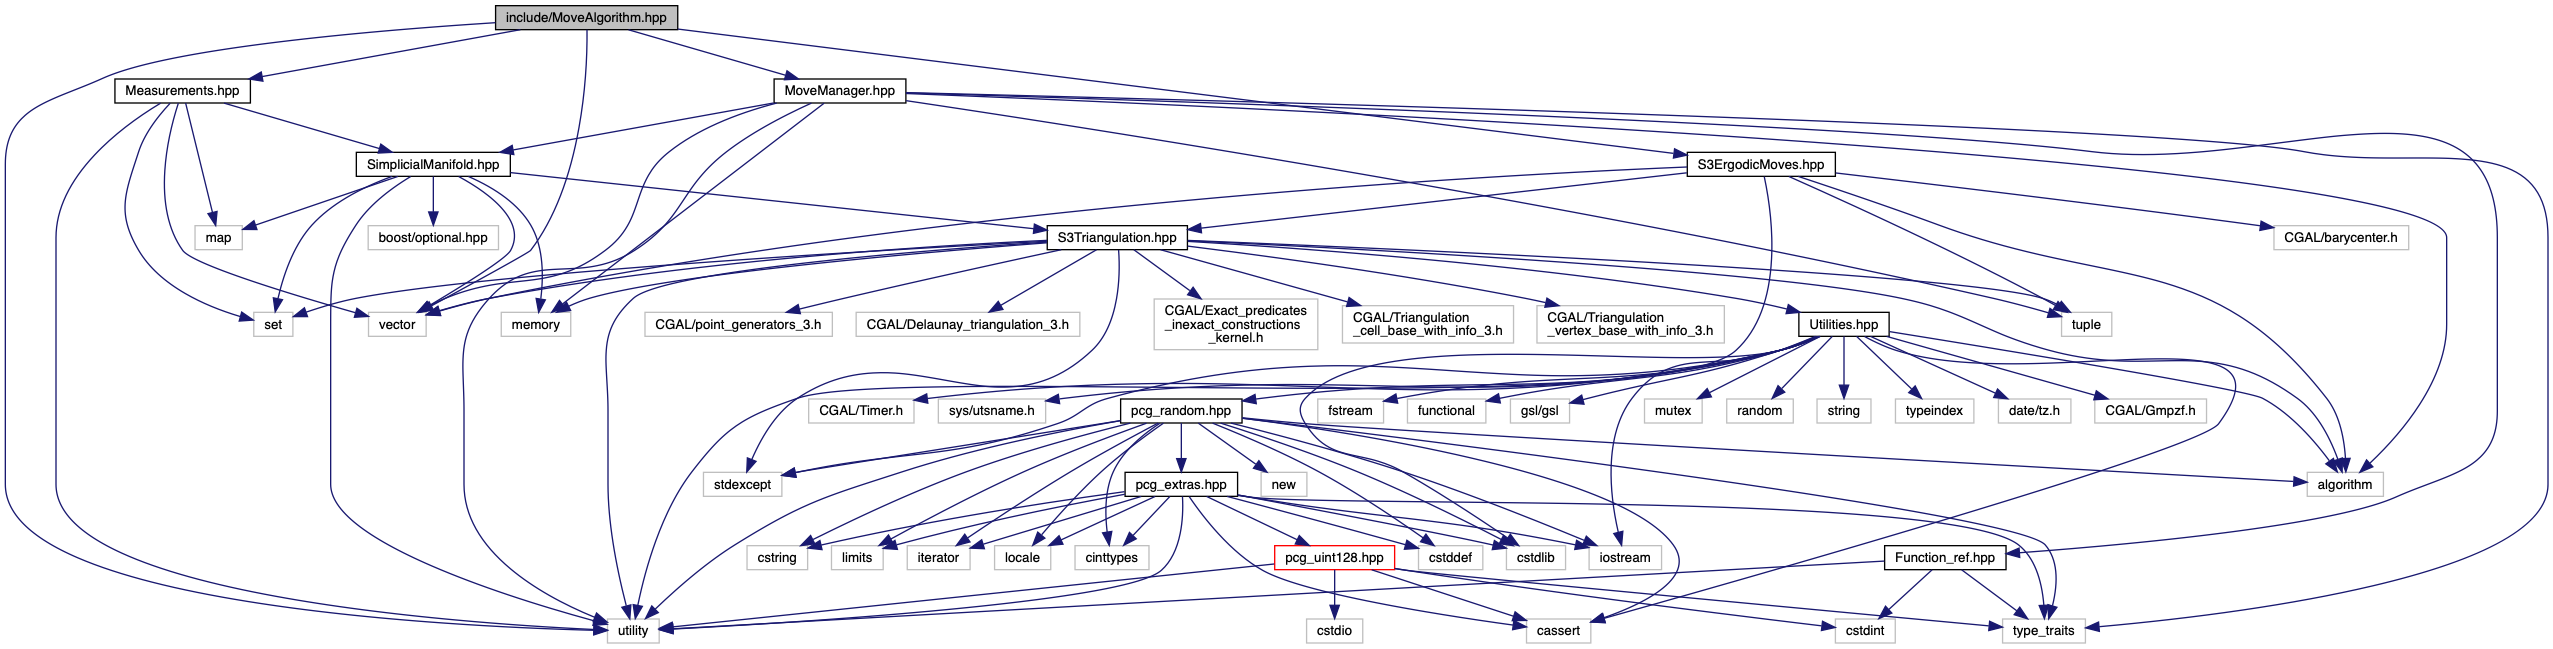 include/MoveAlgorithm.hpp
Measurements.hpp
MoveManager.hpp
SimplicialManifold.hpp
S3ErgodicMoves.hpp
map
boost/optional.hpp
S3Triangulation.hpp
CGAL/barycenter.h
set
vector
memory
CGAL/point_generators_3.h
CGAL/Delaunay_triangulation_3.h
CGAL/Exact_predicates
_inexact_constructions
_kernel.h
CGAL/Triangulation
_cell_base_with_info_3.h
CGAL/Triangulation
_vertex_base_with_info_3.h
Utilities.hpp
tuple
CGAL/Timer.h
sys/utsname.h
pcg_random.hpp
fstream
functional
gsl/gsl
mutex
random
string
typeindex
date/tz.h
CGAL/Gmpzf.h
stdexcept
pcg_extras.hpp
new
algorithm
cstring
limits
iterator
locale
cinttypes
pcg_uint128.hpp
cstddef
cstdlib
iostream
Function_ref.hpp
utility
cstdio
cassert
cstdint
type_traits